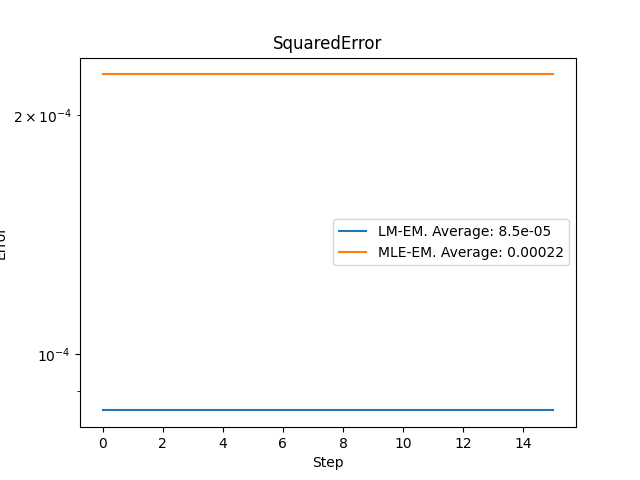 SquaredError
2 × 10⁻⁴
10⁻⁴
Error
LM-EM. Average: 8.5e-05
MLE-EM. Average: 0.00022
0 2 4 6 8 10 12 14
Step